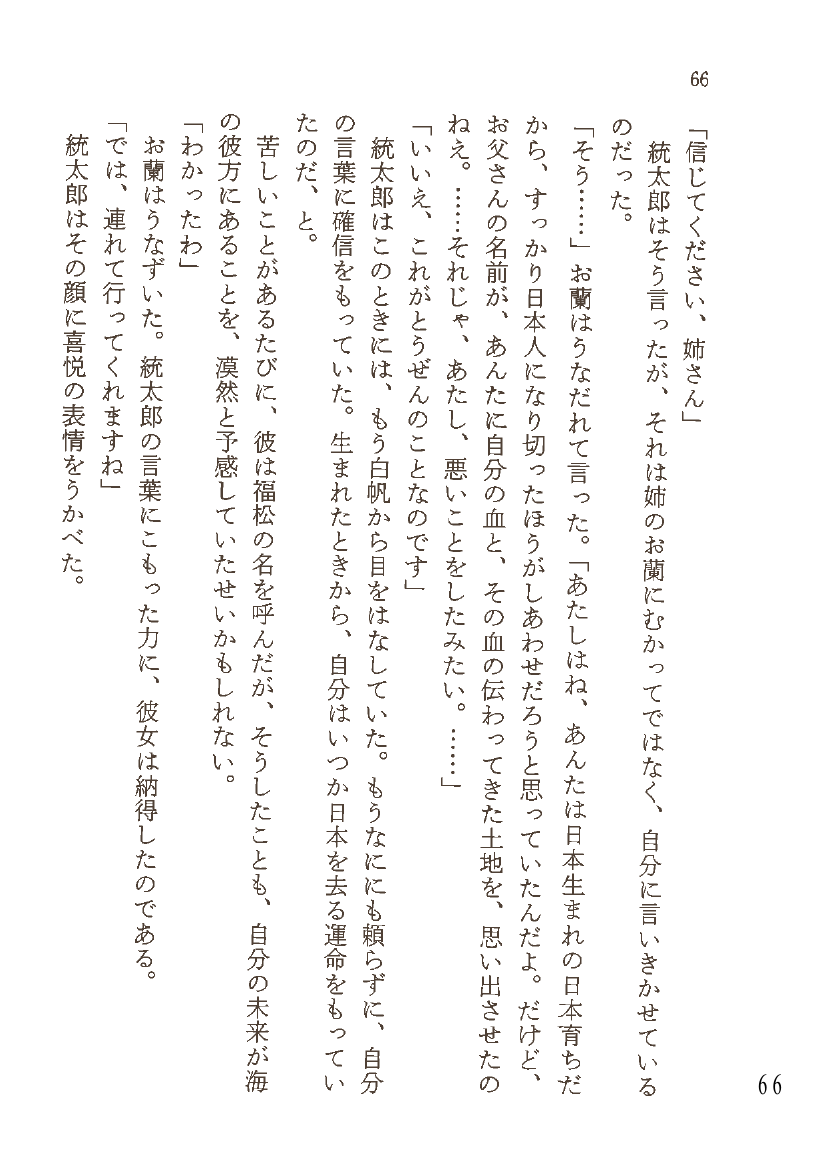 66
「信じてください、姉さん」
統太郎はそう言ったが、それは姉のお蘭にむかってではなく、自分に言いきかせている
のだった。
「そう……」お蘭はうなだれて言った。「あたしはね、あんたは日本生まれの日本育ちだ
から、すっかり日本人になり切ったほうがしあわせだろうと思っていたんだよ。だけど、
お父さんの名前が、あんたに自分の血と、その血の伝わってきた土地を、思い出させたの
ねえ。……それじゃ、あたし、悪いことをしたみたい。……」
「いいえ、これがとうぜんのことなのです」
統太郎はこのときには、もう白帆から目をはなしていた。もうなににも頼らずに、自分
の言葉に確信をもっていた。生まれたときから、自分はいつか日本を去る運命をもってい
たのだ、と。
苦しいことがあるたびに、彼は福松の名を呼んだが、そうしたことも、自分の未来が海
の彼方にあることを、漠然と予感していたせいかもしれない。
「わかったわ」
お蘭はうなずいた。統太郎の言葉にこもった力に、彼女は納得したのである。
「では、連れて行ってくれますね」
統太郎はその顔に喜悦の表情をうかべた。
66